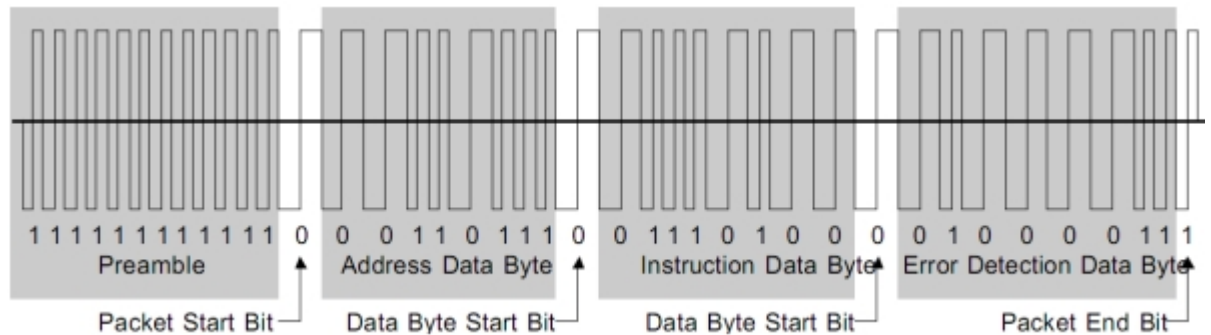 1 1 1 1 1 1 1 1 1 1 1 1 0 0 0 1 1 0 1 1 1 0 0 1 1 1 0 1 0 0 0 0 1 0 0 0 0 1 1 1
Preamble Address Data Byte Instruction Data Byte Error Detection Data Byte
Packet Start Bit Data Byte Start Bit Data Byte Start Bit Packet End Bit